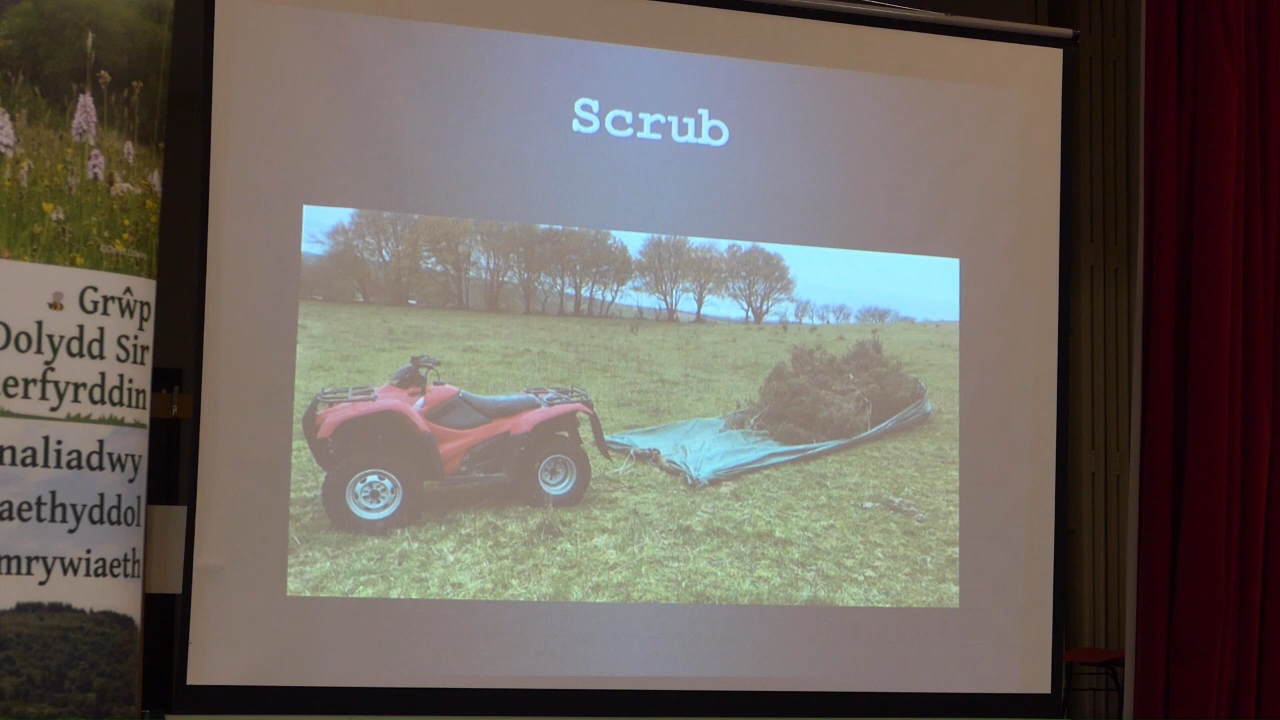 Scrub
Grŵp
Dolydd Sir
erfyrddin
naliadwy
aethyddol
mrywiaeth